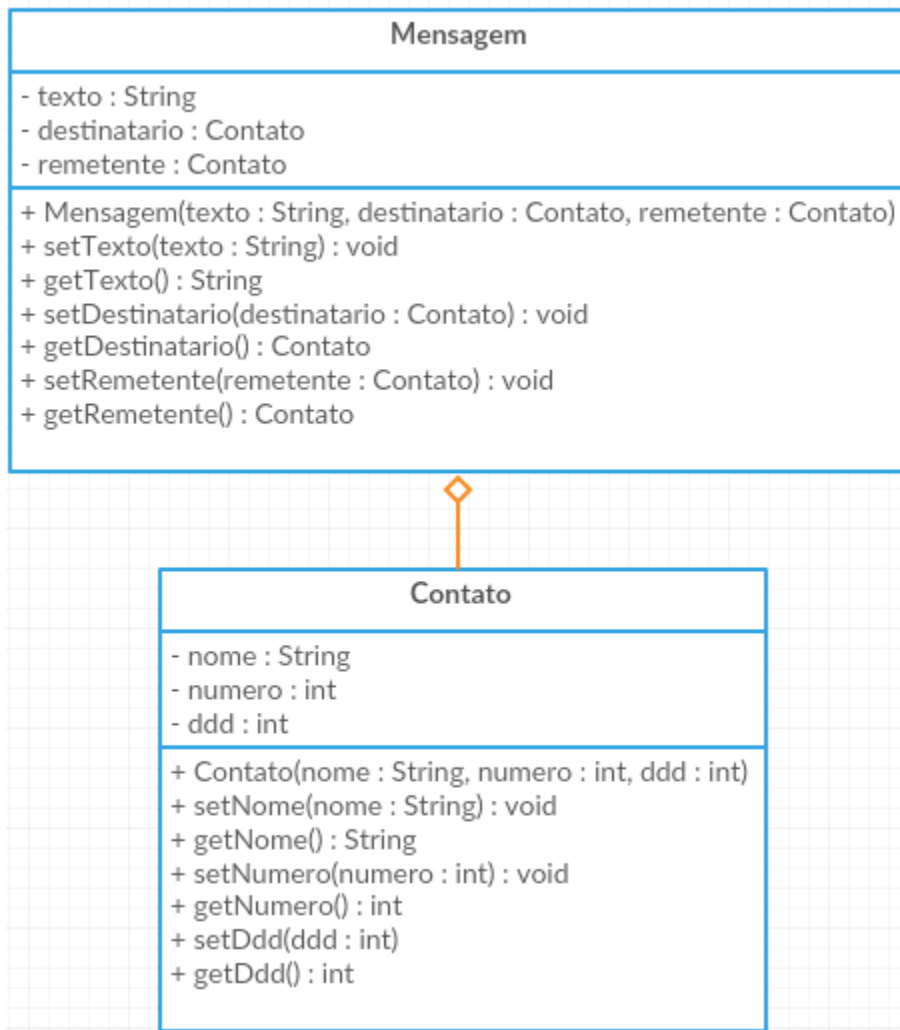 Mensagem
- texto : String
- destinatario : Contato
- remetente : Contato
+ Mensagem(texto : String, destinatario : Contato, remetente : Contato)
+ setTexto(texto : String) : void
+ getTexto() : String
+ setDestinatario(destinatario : Contato) : void
+ getDestinatario() : Contato
+ setRemetente(remetente : Contato) : void
+ getRemetente() : Contato
Contato
- nome : String
- numero : int
- ddd : int
+ Contato(nome : String, numero : int, ddd : int)
+ setNome(nome : String) : void
+ getNome() : String
+ setNumero(numero : int) : void
+ getNumero() : int
+ setDdd(ddd : int)
+ getDdd() : int